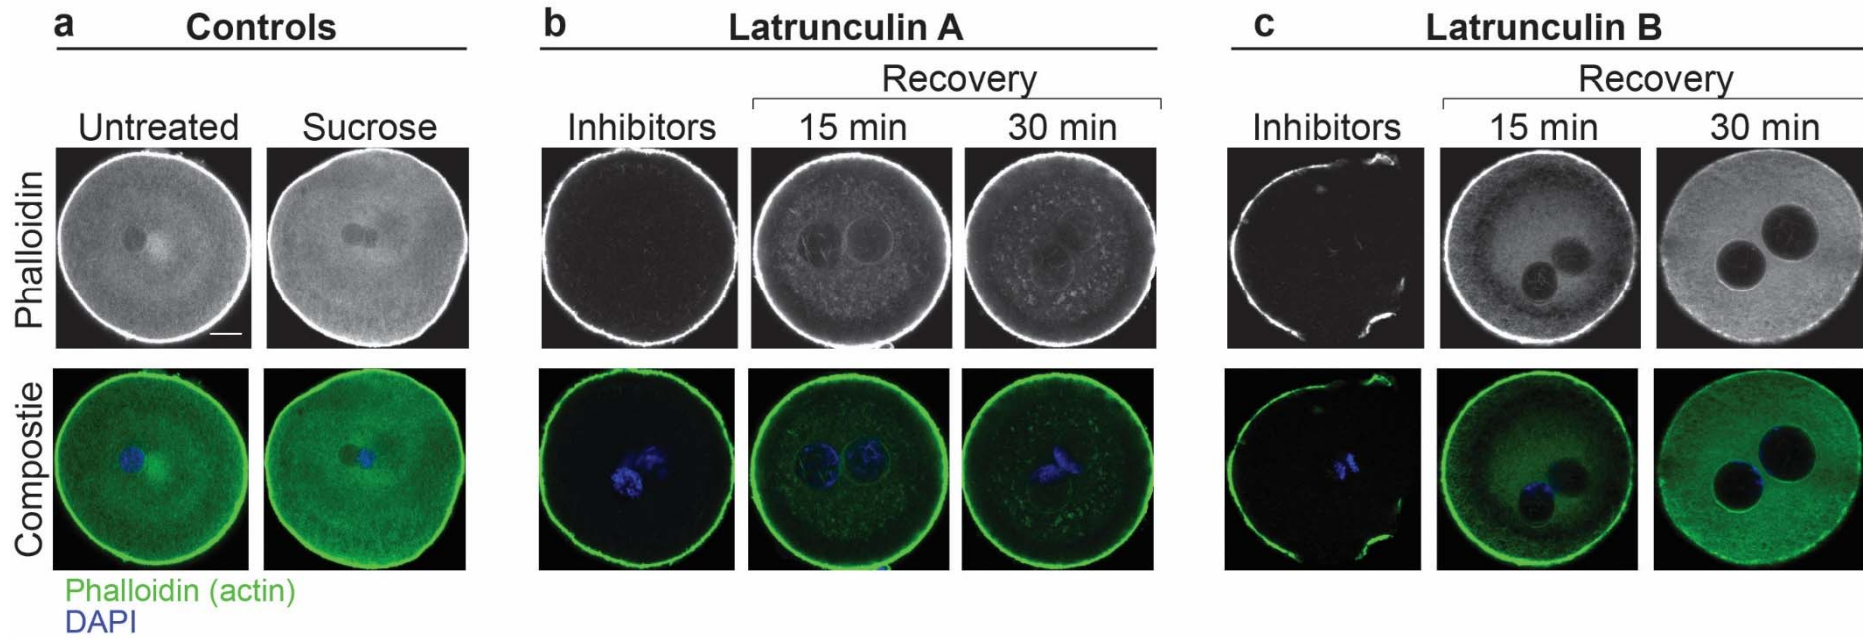 a Controls
b Latrunculin A
c Latrunculin B
Recovery
Recovery
Untreated Sucrose Inhibitors 15 min 30 min Inhibitors 15 min 30 min
Phalloidin
Compostie
Phalloidin (actin)
DAPI